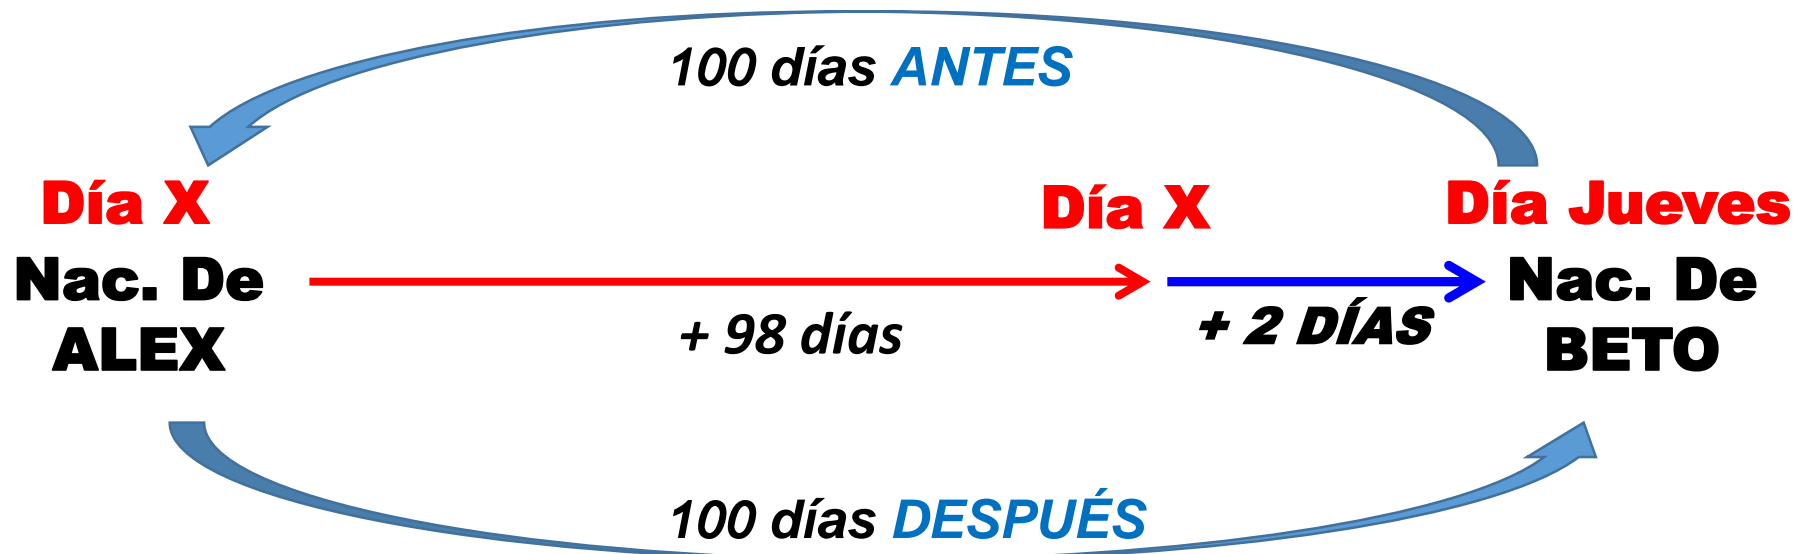 100 días ANTES
Día X
Día X
Día Jueves
Nac. De
ALEX
+ 98 días
+ 2 DÍAS
Nac. De
BETO
100 días DESPUÉS